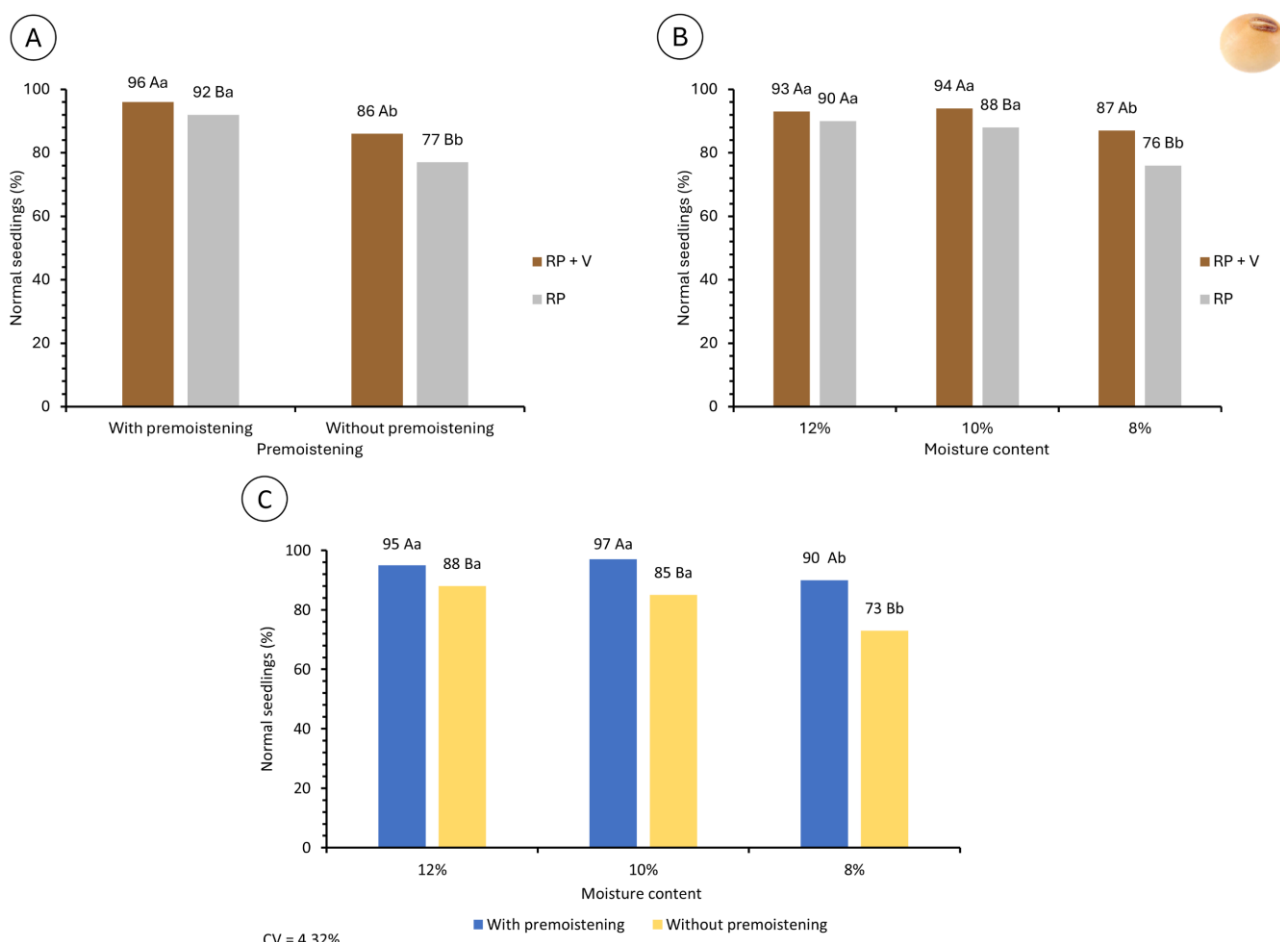 A
100
80
60
40
20
0
Normal seedlings (%)
96 Aa
92 Ba
86 Ab
77 Bb
With premoistening
Without premoistening
Premoistening
RP + V
RP
B
100
80
60
40
20
0
Normal seedlings (%)
93 Aa
90 Aa
94 Aa
88 Ba
87 Ab
76 Bb
12%
10%
8%
Moisture content
RP + V
RP
C
100
80
60
40
20
0
Normal seedlings (%)
95 Aa
88 Ba
97 Aa
85 Ba
90 Ab
73 Bb
12%
10%
8%
Moisture content
With premoistening
Without premoistening
CV = 4.32%